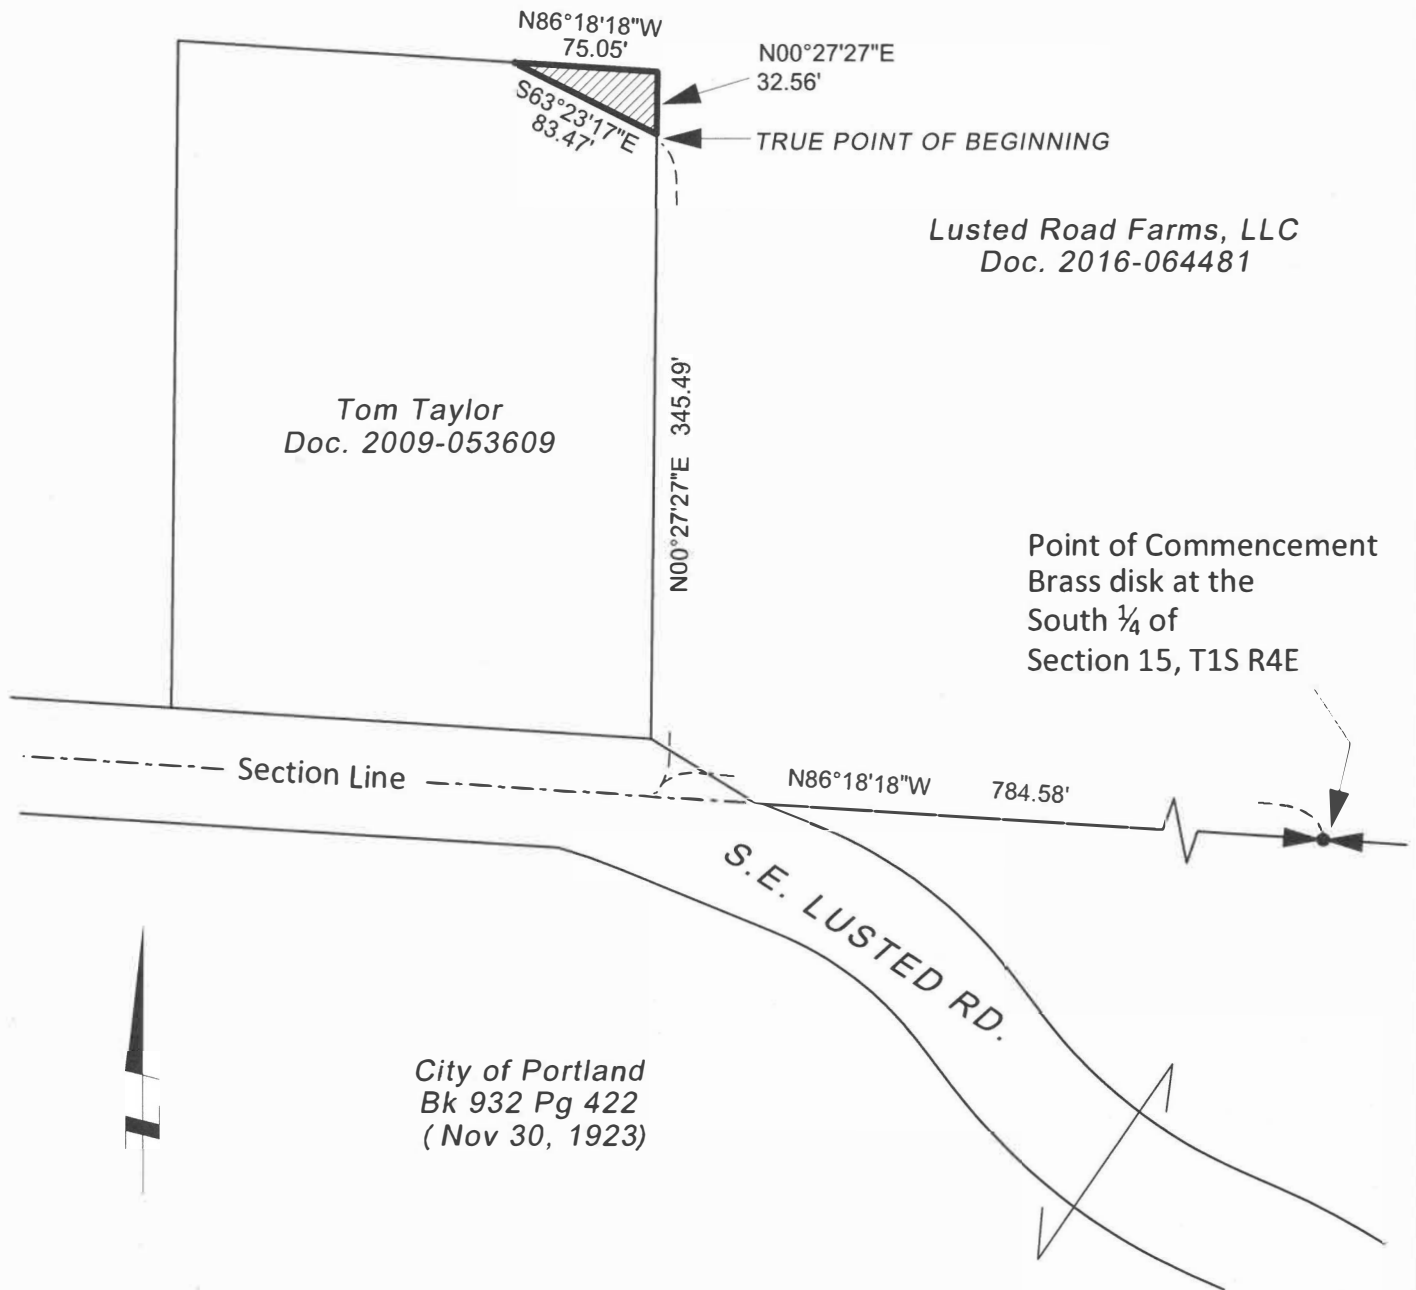 N86°18'18"W
75.05'
N00°27'27"E
32.56'
S63°23'17"E
83.47'
TRUE POINT OF BEGINNING
Lusted Road Farms, LLC
Doc. 2016-064481
Tom Taylor
Doc. 2009-053609
N00°27'27"E 345.49'
Point of Commencement
Brass disk at the
South ¼ of
Section 15, T1S R4E
Section Line
N86°18'18"W 784.58'
S.E. LUSTED RD.
City of Portland
Bk 932 Pg 422
( Nov 30, 1923)